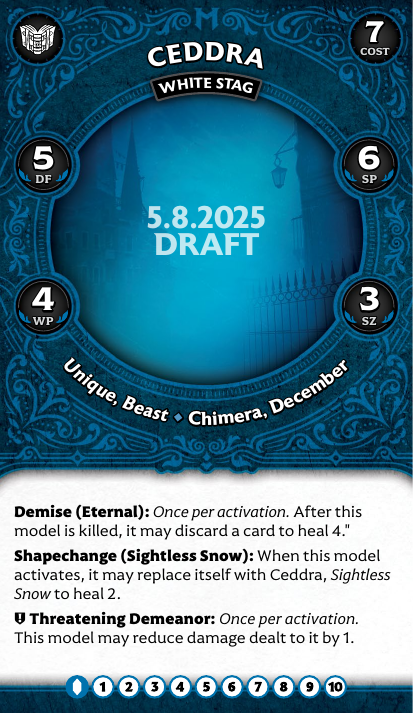 CEDDRA
WHITE STAG
7
COST
5
DF
6
SP
5.8.2025
DRAFT
4
WP
3
SZ
Unique, Beast ⬥ Chimera, December
Demise (Eternal): Once per activation. After this
model is killed, it may discard a card to heal 4."
Shapechange (Sightless Snow): When this model
activates, it may replace itself with Ceddra, Sightless
Snow to heal 2.
Threatening Demeanor: Once per activation.
This model may reduce damage dealt to it by 1.
1 2 3 4 5 6 7 8 9 10